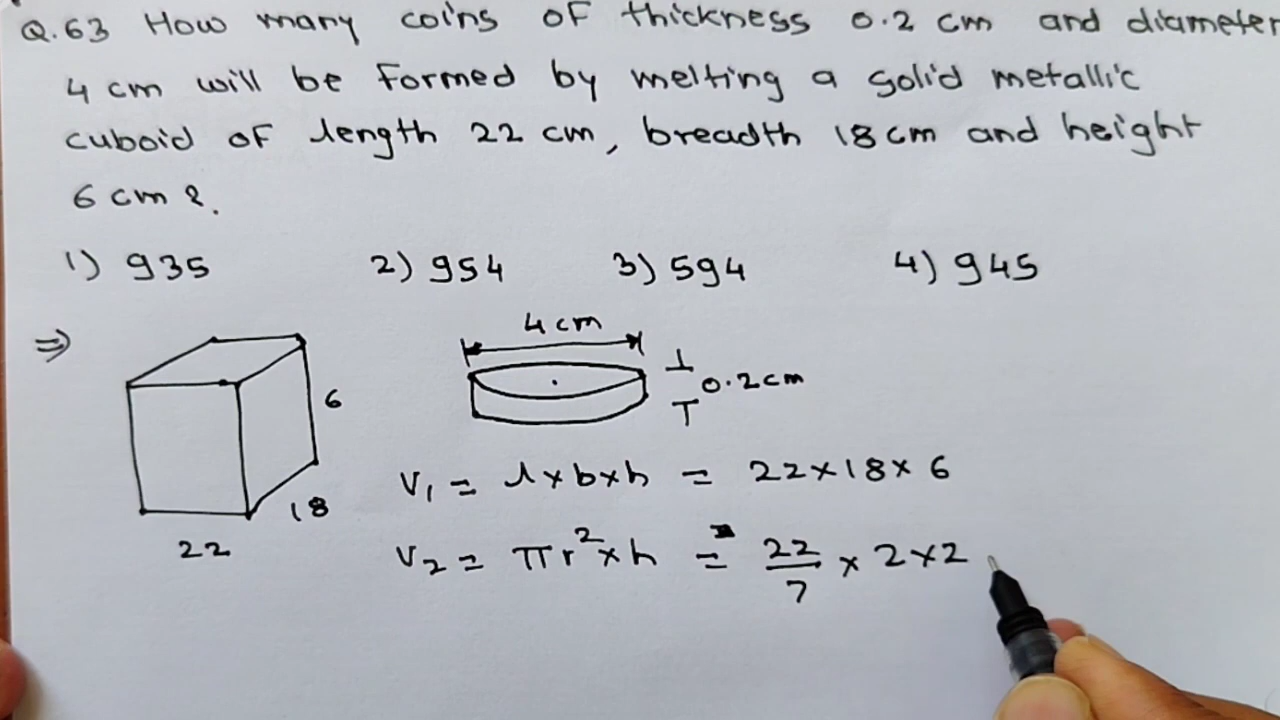 Q.63 How many coins of thickness 0.2 cm and diameter
4 cm will be formed by melting a solid metallic
cuboid of length 22 cm, breadth 18 cm and height
6 cm ?.
1) 935 2) 954 3) 594 4) 945
⇒
4 cm
6
0.2 cm
18
22
V₁ = l×b×h = 22×18×6
V₂ = πr²×h = 22/7 × 2×2